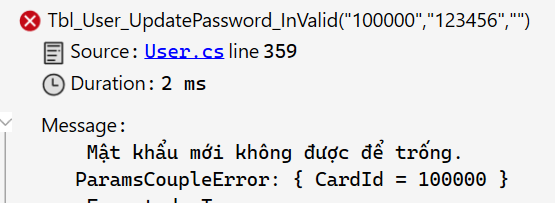 Tbl_User_UpdatePassword_InValid("100000","123456","")
Source: User.cs line 359
Duration: 2 ms
Message:
Mật khẩu mới không được để trống.
ParamsCoupleError: { CardId = 100000 }